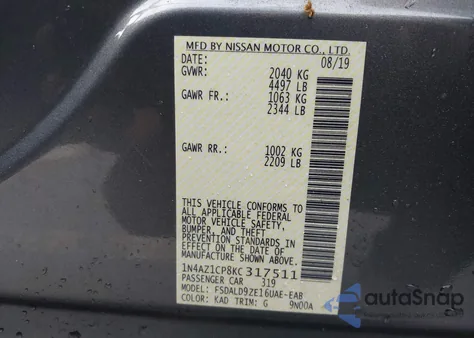 MFD BY NISSAN MOTOR CO., LTD.
DATE: 08/19
GVWR: 2040 KG
4497 LB
GAWR FR.: 1063 KG
2344 LB
GAWR RR.: 1002 KG
2209 LB
THIS VEHICLE CONFORMS TO ALL
APPLICABLE FEDERAL
MOTOR VEHICLE SAFETY,
BUMPER, AND THEFT
PREVENTION STANDARDS
IN EFFECT ON THE DATE OF
MANUFACTURE SHOWN ABOVE.
1N4AZ1CP8KC317511
PASSENGER CAR 319
MODEL: FSDALD9ZE16UAE-EAB
COLOR: KAD TRIM: G 9N00A
autoSnap